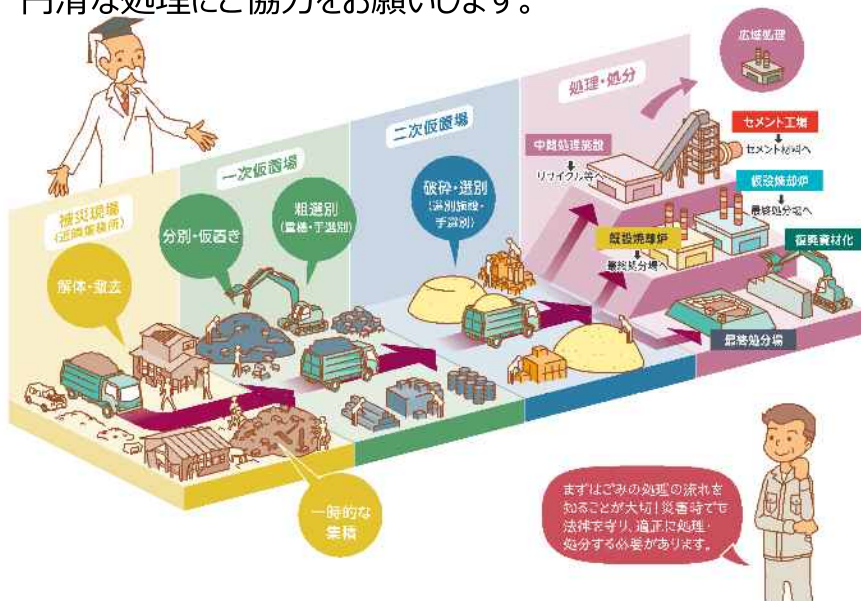 円滑な処理にご協力をお願いします。
広域処理
処理・処分
セメント工場
セメント材料へ
中間処理施設
リサイクル等へ
二次仮置場
仮設焼却炉
最終処分場へ
一次仮置場
破砕・選別
(選別施設・
手選別)
粗選別
(重機・手選別)
被災現場
分別・仮置き
既設焼却炉
最終処分場へ
復興資材化
解体・撤去
最終処分場
一時的な
集積
まずはごみの処理の流れを
知ることが大切!災害時でも
法律を守り、適正に処理・
処分する必要があります。